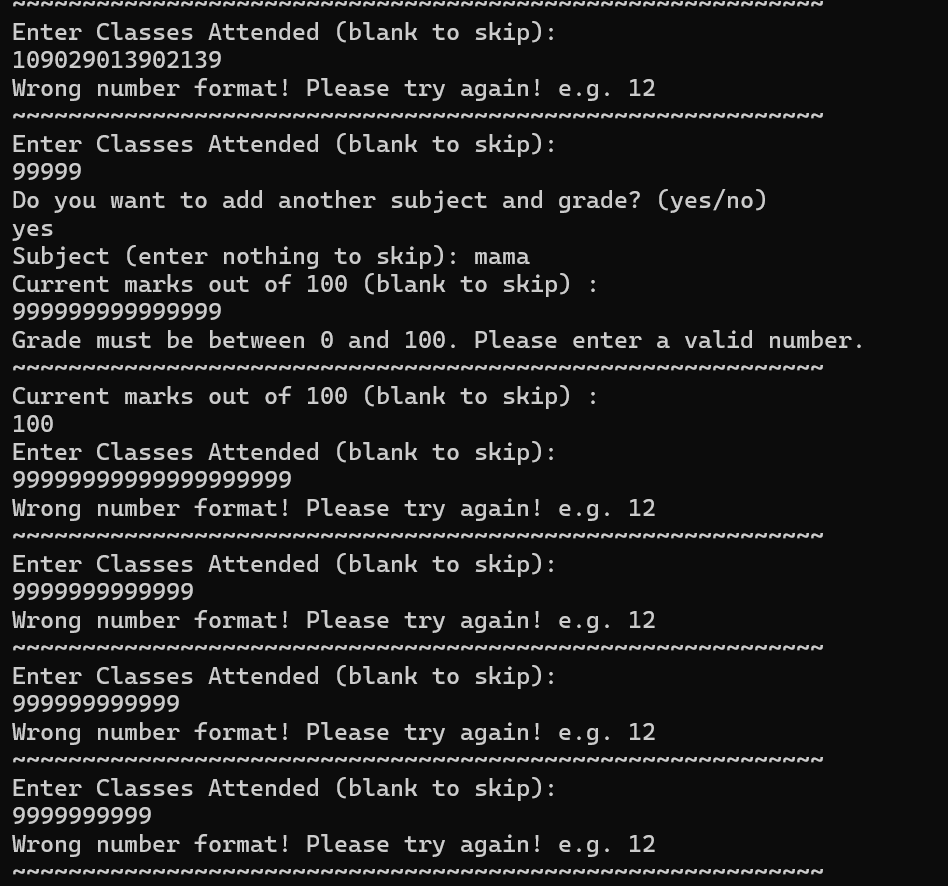 ~~~~~~~~~~~~~~~~~~~~~~~~~~~~~~~~~~~~~~~~~~~~~~~~~~~~~~~~~~
Enter Classes Attended (blank to skip):
109029013902139
Wrong number format! Please try again! e.g. 12
~~~~~~~~~~~~~~~~~~~~~~~~~~~~~~~~~~~~~~~~~~~~~~~~~~~~~~~~~~
Enter Classes Attended (blank to skip):
99999
Do you want to add another subject and grade? (yes/no)
yes
Subject (enter nothing to skip): mama
Current marks out of 100 (blank to skip) :
999999999999999
Grade must be between 0 and 100. Please enter a valid number.
~~~~~~~~~~~~~~~~~~~~~~~~~~~~~~~~~~~~~~~~~~~~~~~~~~~~~~~~~~
Current marks out of 100 (blank to skip) :
100
Enter Classes Attended (blank to skip):
99999999999999999999
Wrong number format! Please try again! e.g. 12
~~~~~~~~~~~~~~~~~~~~~~~~~~~~~~~~~~~~~~~~~~~~~~~~~~~~~~~~~~
Enter Classes Attended (blank to skip):
9999999999999
Wrong number format! Please try again! e.g. 12
~~~~~~~~~~~~~~~~~~~~~~~~~~~~~~~~~~~~~~~~~~~~~~~~~~~~~~~~~~
Enter Classes Attended (blank to skip):
999999999999
Wrong number format! Please try again! e.g. 12
~~~~~~~~~~~~~~~~~~~~~~~~~~~~~~~~~~~~~~~~~~~~~~~~~~~~~~~~~~
Enter Classes Attended (blank to skip):
9999999999
Wrong number format! Please try again! e.g. 12
~~~~~~~~~~~~~~~~~~~~~~~~~~~~~~~~~~~~~~~~~~~~~~~~~~~~~~~~~~